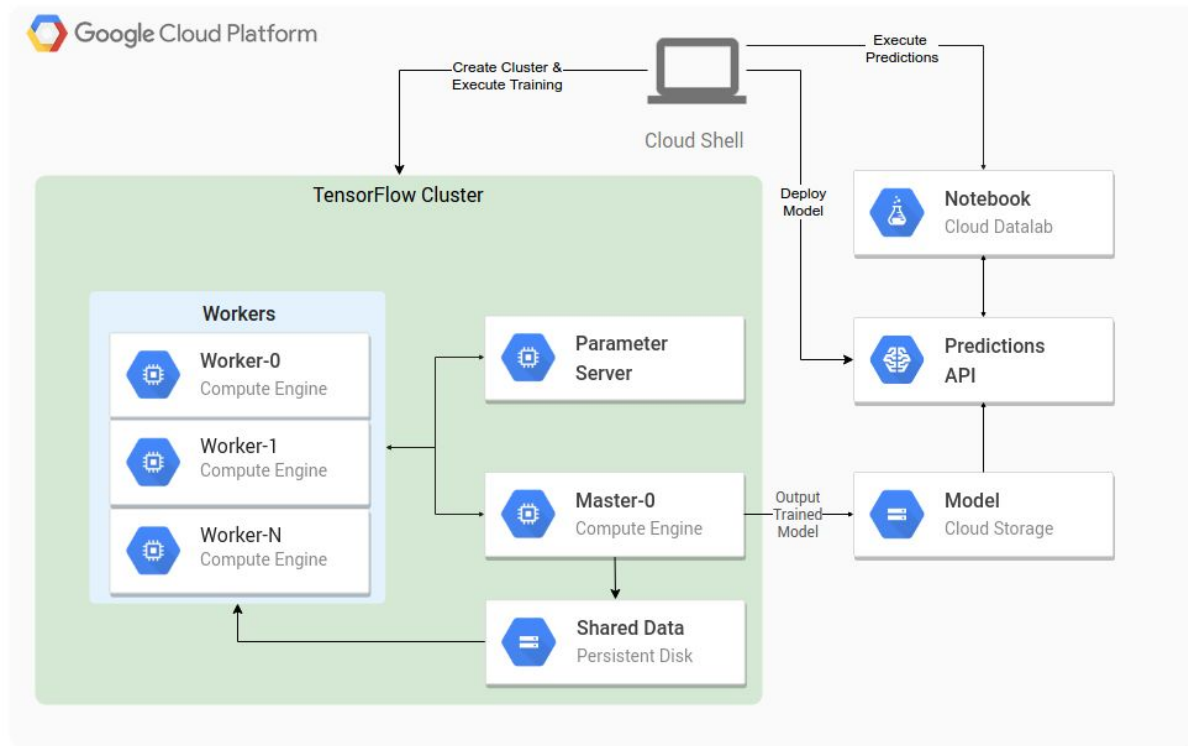 Google Cloud Platform
Execute
Predictions
Create Cluster &
Execute Training
Cloud Shell
TensorFlow Cluster
Deploy
Model
Notebook
Cloud Datalab
Workers
Worker-0
Compute Engine
Parameter
Server
Predictions
API
Worker-1
Compute Engine
Master-0
Compute Engine
Output
Trained
Model
Model
Cloud Storage
Worker-N
Compute Engine
Shared Data
Persistent Disk